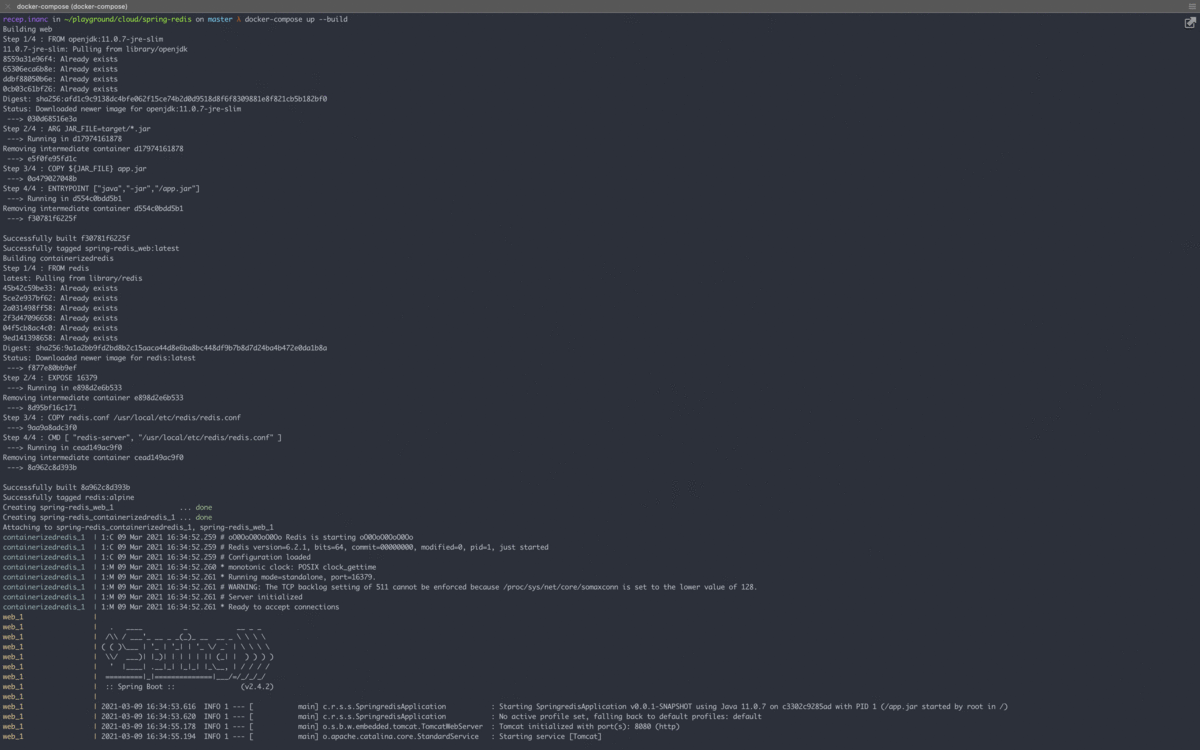 docker-compose (docker-compose)
recep.inanc in ~/playground/cloud/spring-redis on master λ docker-compose up --build
Building web
Step 1/4 : FROM openjdk:11.0.7-jre-slim
11.0.7-jre-slim: Pulling from library/openjdk
8559a31e96f4: Already exists
65306eca6b8e: Already exists
ddbf88050b6e: Already exists
0cb03c61bf26: Already exists
Digest: sha256:afd1c9c9138dc4bfe062f15ce74b2d0d9518d8f6f8309881e8f821cb5b182bf0
Status: Downloaded newer image for openjdk:11.0.7-jre-slim
 ---> 030d68516e3a
Step 2/4 : ARG JAR_FILE=target/*.jar
 ---> Running in d17974161878
Removing intermediate container d17974161878
 ---> e5f0fe95fd1c
Step 3/4 : COPY ${JAR_FILE} app.jar
 ---> 0a479027048b
Step 4/4 : ENTRYPOINT ["java","-jar","/app.jar"]
 ---> Running in d554c0bdd5b1
Removing intermediate container d554c0bdd5b1
 ---> f30781f6225f
Successfully built f30781f6225f
Successfully tagged spring-redis_web:latest
Building containerizedredis
Step 1/4 : FROM redis
latest: Pulling from library/redis
45b42c59be33: Already exists
5ce2e937bf62: Already exists
2a031498ff58: Already exists
2f3d47096658: Already exists
04f5cb8ac4c0: Already exists
9ed141398658: Already exists
Digest: sha256:9a1a2bb9fd2bd8b2c15aaca44d8e6ba8bc448df9b7b8d7d24ba4b472e0da1b8a
Status: Downloaded newer image for redis:latest
 ---> f877e80bb9ef
Step 2/4 : EXPOSE 16379
 ---> Running in e898d2e6b533
Removing intermediate container e898d2e6b533
 ---> 8d95bf16c171
Step 3/4 : COPY redis.conf /usr/local/etc/redis/redis.conf
 ---> 9aa9a8adc3f0
Step 4/4 : CMD [ "redis-server", "/usr/local/etc/redis/redis.conf" ]
 ---> Running in cead149ac9f0
Removing intermediate container cead149ac9f0
 ---> 8a962c8d393b
Successfully built 8a962c8d393b
Successfully tagged redis:alpine
Creating spring-redis_web_1                ... done
Creating spring-redis_containerizedredis_1 ... done
Attaching to spring-redis_containerizedredis_1, spring-redis_web_1
containerizedredis_1  | 1:C 09 Mar 2021 16:34:52.259 # oO0OoO0OoO0Oo Redis is starting oO0OoO0OoO0Oo
containerizedredis_1  | 1:C 09 Mar 2021 16:34:52.259 # Redis version=6.2.1, bits=64, commit=00000000, modified=0, pid=1, just started
containerizedredis_1  | 1:C 09 Mar 2021 16:34:52.259 # Configuration loaded
containerizedredis_1  | 1:M 09 Mar 2021 16:34:52.260 * monotonic clock: POSIX clock_gettime
containerizedredis_1  | 1:M 09 Mar 2021 16:34:52.261 * Running mode=standalone, port=16379.
containerizedredis_1  | 1:M 09 Mar 2021 16:34:52.261 # WARNING: The TCP backlog setting of 511 cannot be enforced because /proc/sys/net/core/somaxconn is set to the lower value of 128.
containerizedredis_1  | 1:M 09 Mar 2021 16:34:52.261 # Server initialized
containerizedredis_1  | 1:M 09 Mar 2021 16:34:52.261 * Ready to accept connections
web_1                 |
web_1                 |   .   ____          _            __ _ _
web_1                 |  /\\ / ___'_ __ _ _(_)_ __  __ _ \ \ \ \
web_1                 | ( ( )\___ | '_ | '_| | '_ \/ _` | \ \ \ \
web_1                 |  \\/  ___)| |_)| | | | | || (_| |  ) ) ) )
web_1                 |   '  |____| .__|_| |_|_| |_\__, | / / / /
web_1                 |  =========|_|==============|___/=/_/_/_/
web_1                 |  :: Spring Boot ::                (v2.4.2)
web_1                 |
web_1                 | 2021-03-09 16:34:53.616  INFO 1 --- [           main] c.r.s.s.SpringredisApplication           : Starting SpringredisApplication v0.0.1-SNAPSHOT using Java 11.0.7 on c3302c9285ad with PID 1 (/app.jar started by root in /)
web_1                 | 2021-03-09 16:34:53.620  INFO 1 --- [           main] c.r.s.s.SpringredisApplication           : No active profile set, falling back to default profiles: default
web_1                 | 2021-03-09 16:34:55.178  INFO 1 --- [           main] o.s.b.w.embedded.tomcat.TomcatWebServer  : Tomcat initialized with port(s): 8080 (http)
web_1                 | 2021-03-09 16:34:55.194  INFO 1 --- [           main] o.apache.catalina.core.StandardService   : Starting service [Tomcat]